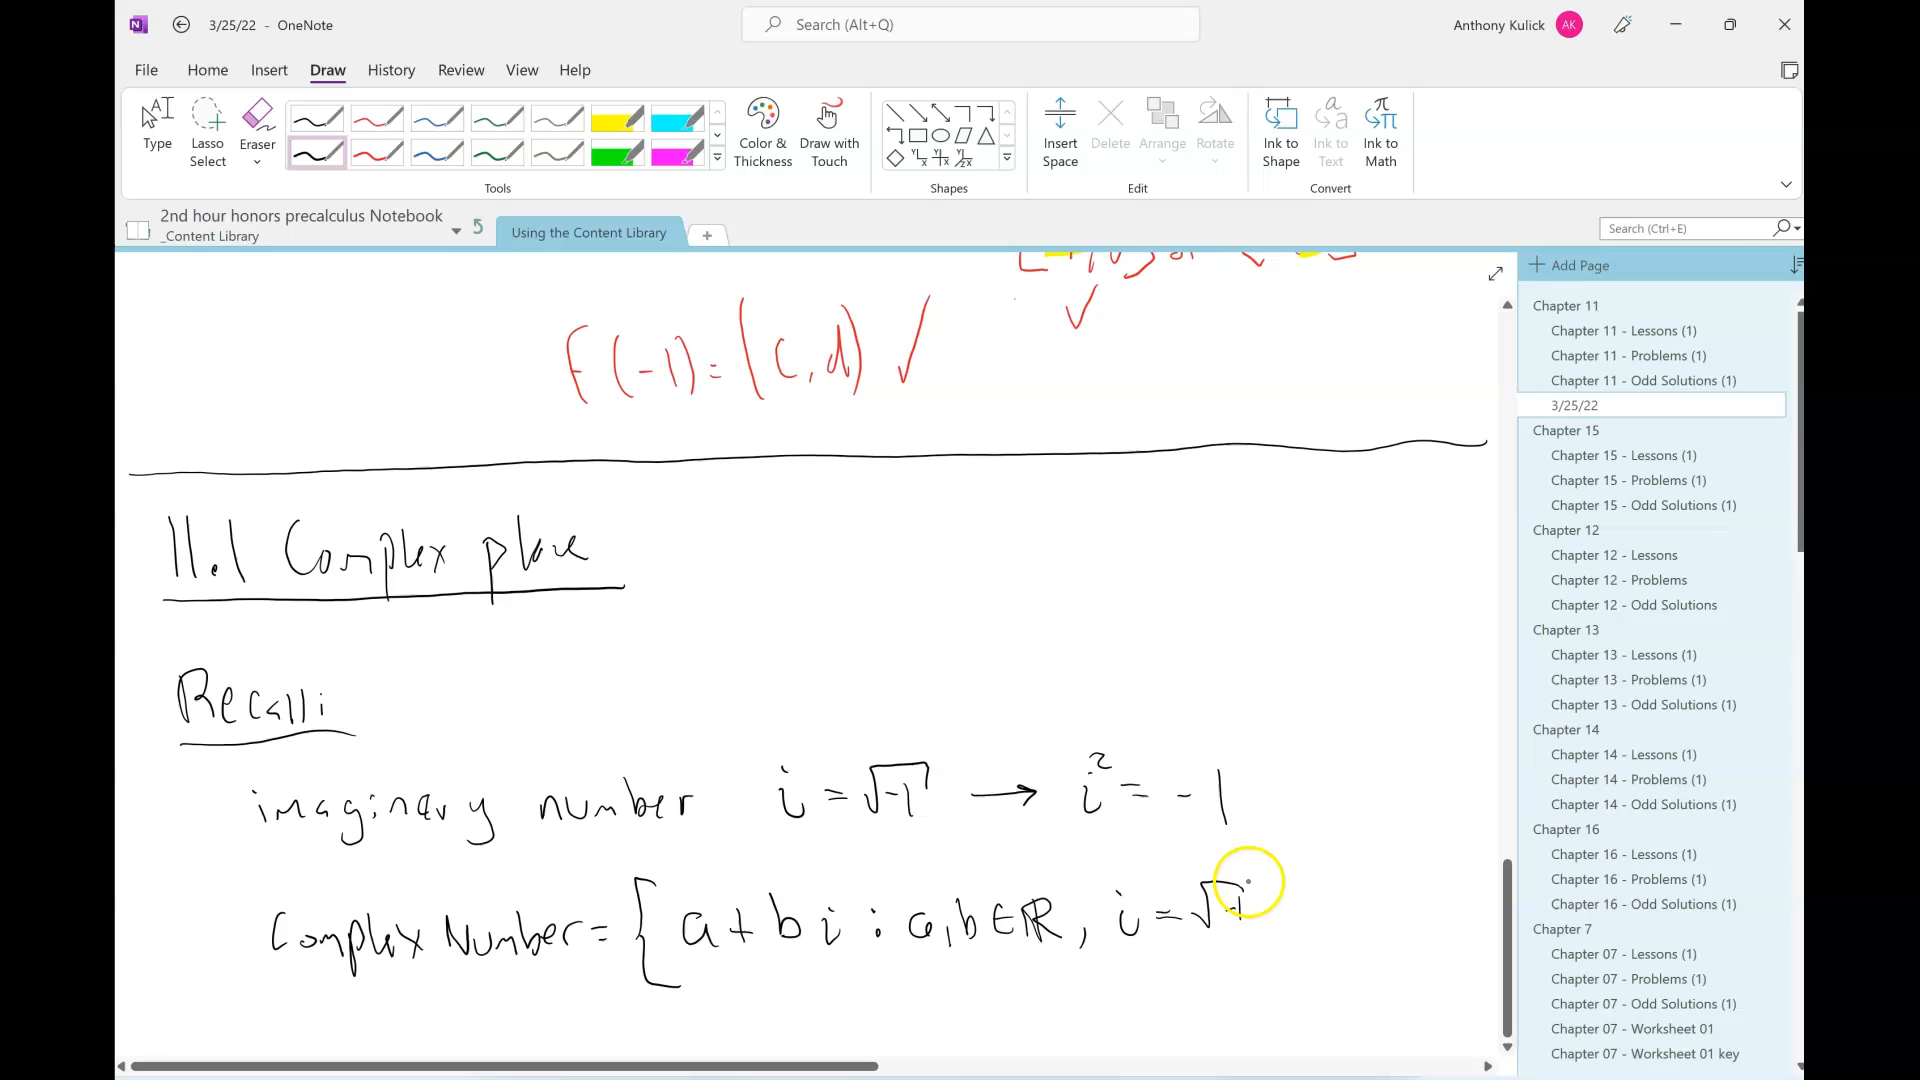 3/25/22 - OneNote
Search (Alt+Q)
Anthony Kulick AK
File Home Insert Draw History Review View Help
Type
Lasso Select
Eraser
Color & Thickness
Draw with Touch
Insert Space
Delete
Arrange
Rotate
Ink to Shape
Ink to Text
Ink to Math
Tools
Shapes
Edit
Convert
2nd hour honors precalculus Notebook
_Content Library
Using the Content Library
Search (Ctrl+E)
F(-1) = (c, d) ✓
11.1 Complex plane
Recall:
imaginary number i = √-1 → i² = -1
Complex Number = { a + bi : a, b ∈ ℝ, i = √-1
Add Page
Chapter 11
Chapter 11 - Lessons (1)
Chapter 11 - Problems (1)
Chapter 11 - Odd Solutions (1)
3/25/22
Chapter 15
Chapter 15 - Lessons (1)
Chapter 15 - Problems (1)
Chapter 15 - Odd Solutions (1)
Chapter 12
Chapter 12 - Lessons
Chapter 12 - Problems
Chapter 12 - Odd Solutions
Chapter 13
Chapter 13 - Lessons (1)
Chapter 13 - Problems (1)
Chapter 13 - Odd Solutions (1)
Chapter 14
Chapter 14 - Lessons (1)
Chapter 14 - Problems (1)
Chapter 14 - Odd Solutions (1)
Chapter 16
Chapter 16 - Lessons (1)
Chapter 16 - Problems (1)
Chapter 16 - Odd Solutions (1)
Chapter 7
Chapter 07 - Lessons (1)
Chapter 07 - Problems (1)
Chapter 07 - Odd Solutions (1)
Chapter 07 - Worksheet 01
Chapter 07 - Worksheet 01 key